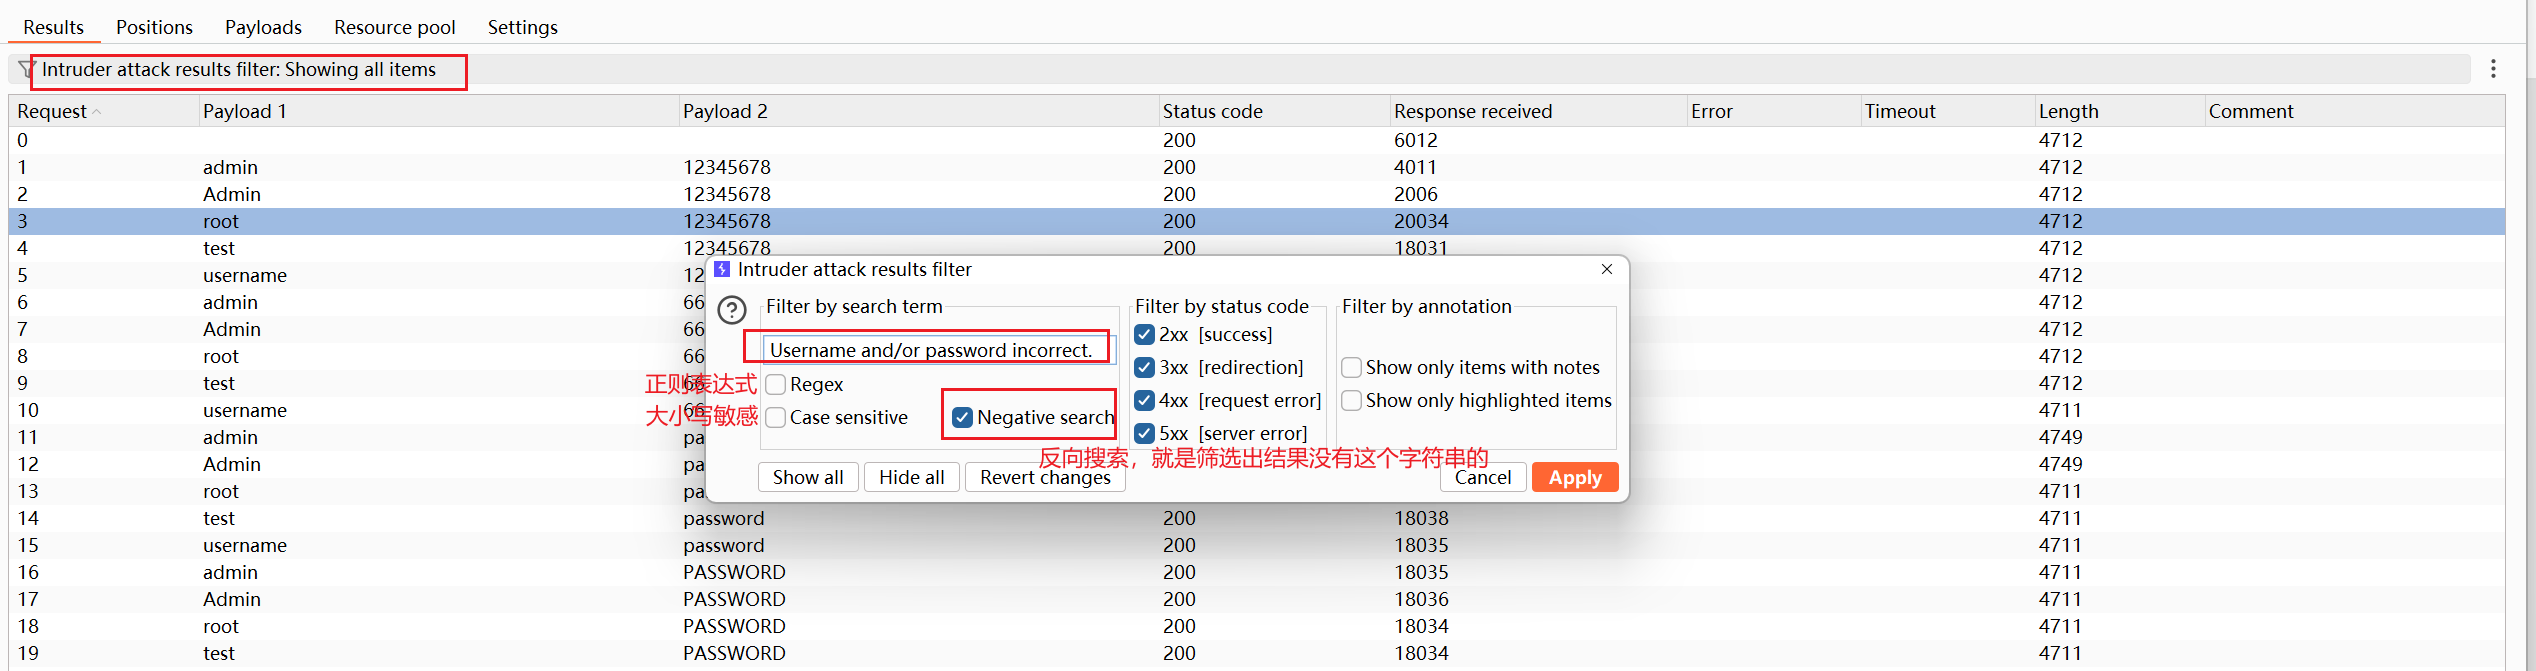 Results Positions Payloads Resource pool Settings
Intruder attack results filter: Showing all items
Request Payload 1 Payload 2 Status code Response received Error Timeout Length Comment
0 200 6012 4712
1 admin 12345678 200 4011 4712
2 Admin 12345678 200 2006 4712
3 root 12345678 200 20034 4712
4 test 12345678 200 18031 4712
5 username 12 4712
6 admin 66 4712
7 Admin 66 4712
8 root 66 4712
9 test 66 4712
10 username 66 4711
11 admin pa 4749
12 Admin pa 4749
13 root pa 4711
14 test password 200 18038 4711
15 username password 200 18035 4711
16 admin PASSWORD 200 18035 4711
17 Admin PASSWORD 200 18036 4711
18 root PASSWORD 200 18034 4711
19 test PASSWORD 200 18034 4711
Intruder attack results filter
Filter by search term
Username and/or password incorrect.
正则表达式
Regex
大小写敏感
Case sensitive
Negative search
Filter by status code
2xx [success]
3xx [redirection]
4xx [request error]
5xx [server error]
Filter by annotation
Show only items with notes
Show only highlighted items
反向搜索，就是筛选出结果没有这个字符串的
Show all Hide all Revert changes Cancel Apply